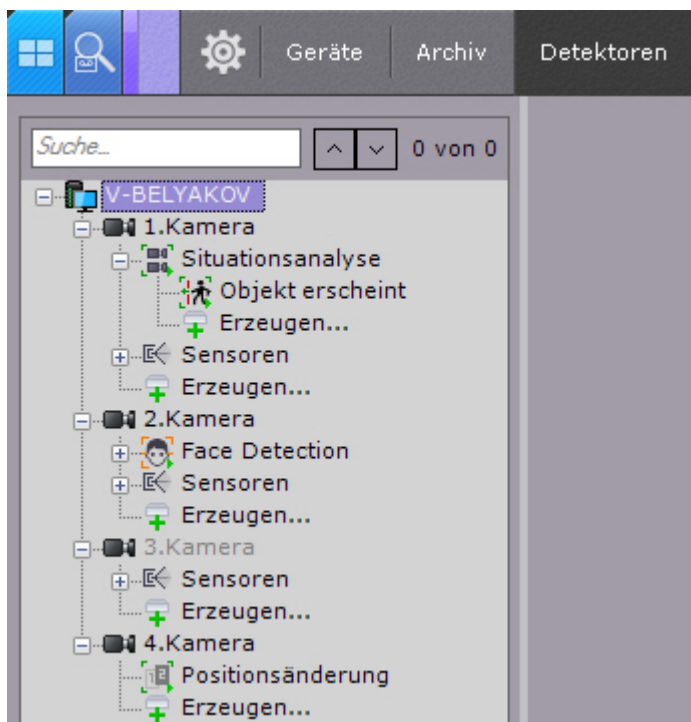 Geräte Archiv Detektoren
Suche... 0 von 0
V-BELYAKOV
1.Kamera
Situationsanalyse
Objekt erscheint
Erzeugen...
Sensoren
Erzeugen...
2.Kamera
Face Detection
Sensoren
Erzeugen...
3.Kamera
Sensoren
Erzeugen...
4.Kamera
Positionsänderung
Erzeugen...